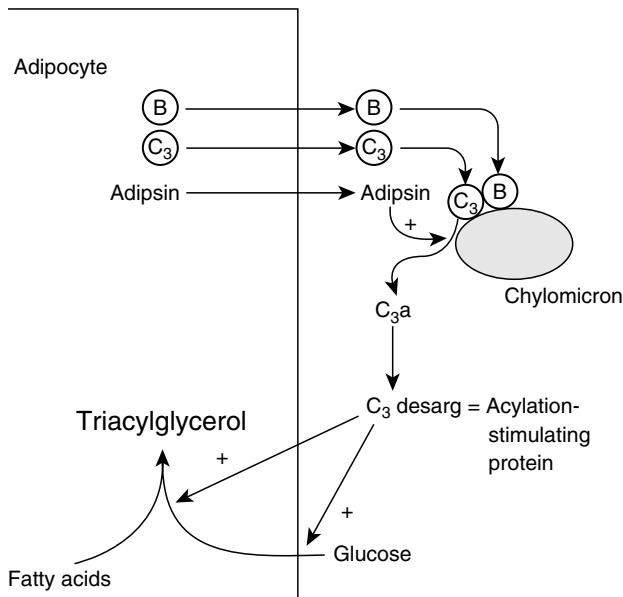 Adipocyte
B B
C₃ C₃
Adipsin Adipsin
C₃ B
+
Chylomicron
C₃a
C₃ desarg = Acylation-
stimulating
protein
Triacylglycerol
+
+
Glucose
Fatty acids